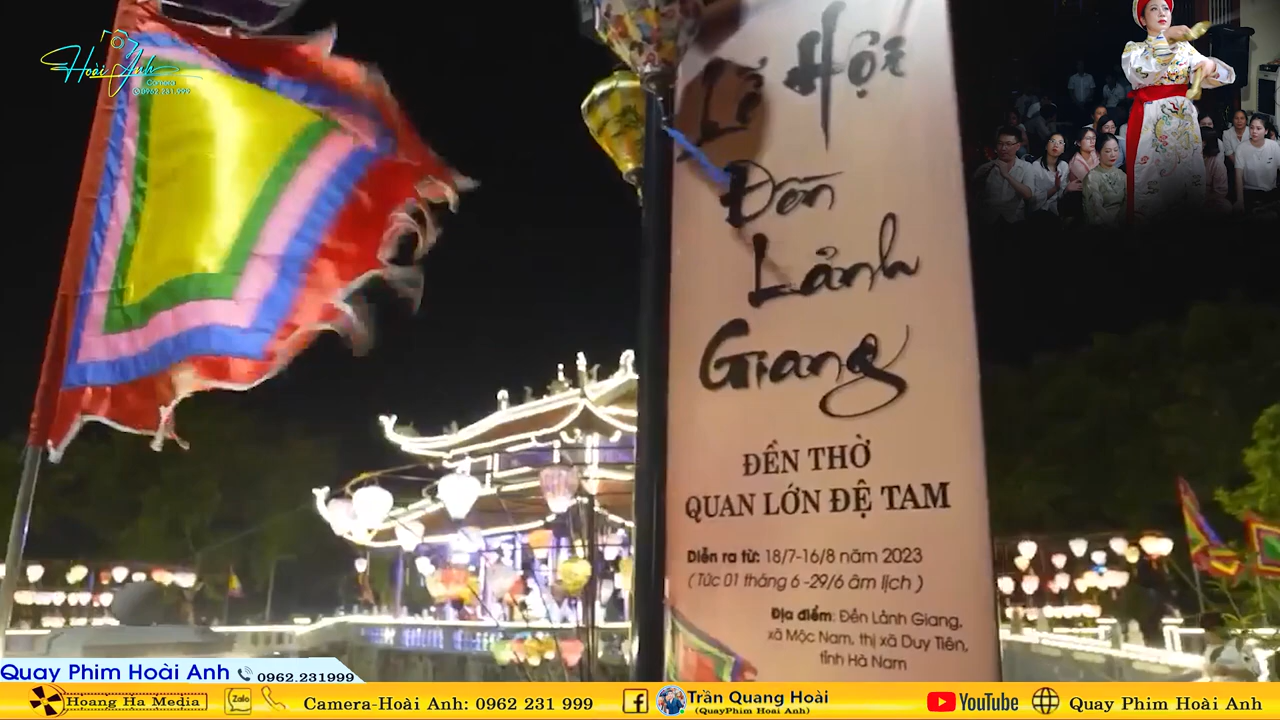 Hoài Anh
Camera
0962.231.999
Lễ Hội
Đền
Lảnh
Giang
ĐỀN THỜ
QUAN LỚN ĐỆ TAM
Diễn ra từ: 18/7-16/8 năm 2023
( Tức 01 tháng 6 -29/6 âm lịch )
Địa điểm: Đền Lảnh Giang,
xã Mộc Nam, thị xã Duy Tiên,
tỉnh Hà Nam
Quay Phim Hoài Anh 0962.231999
Hoang Ha Media
Zalo
Camera-Hoài Anh: 0962 231 999
Trần Quang Hoài
(QuayPhim Hoai Anh)
YouTube
Quay Phim Hoài Anh